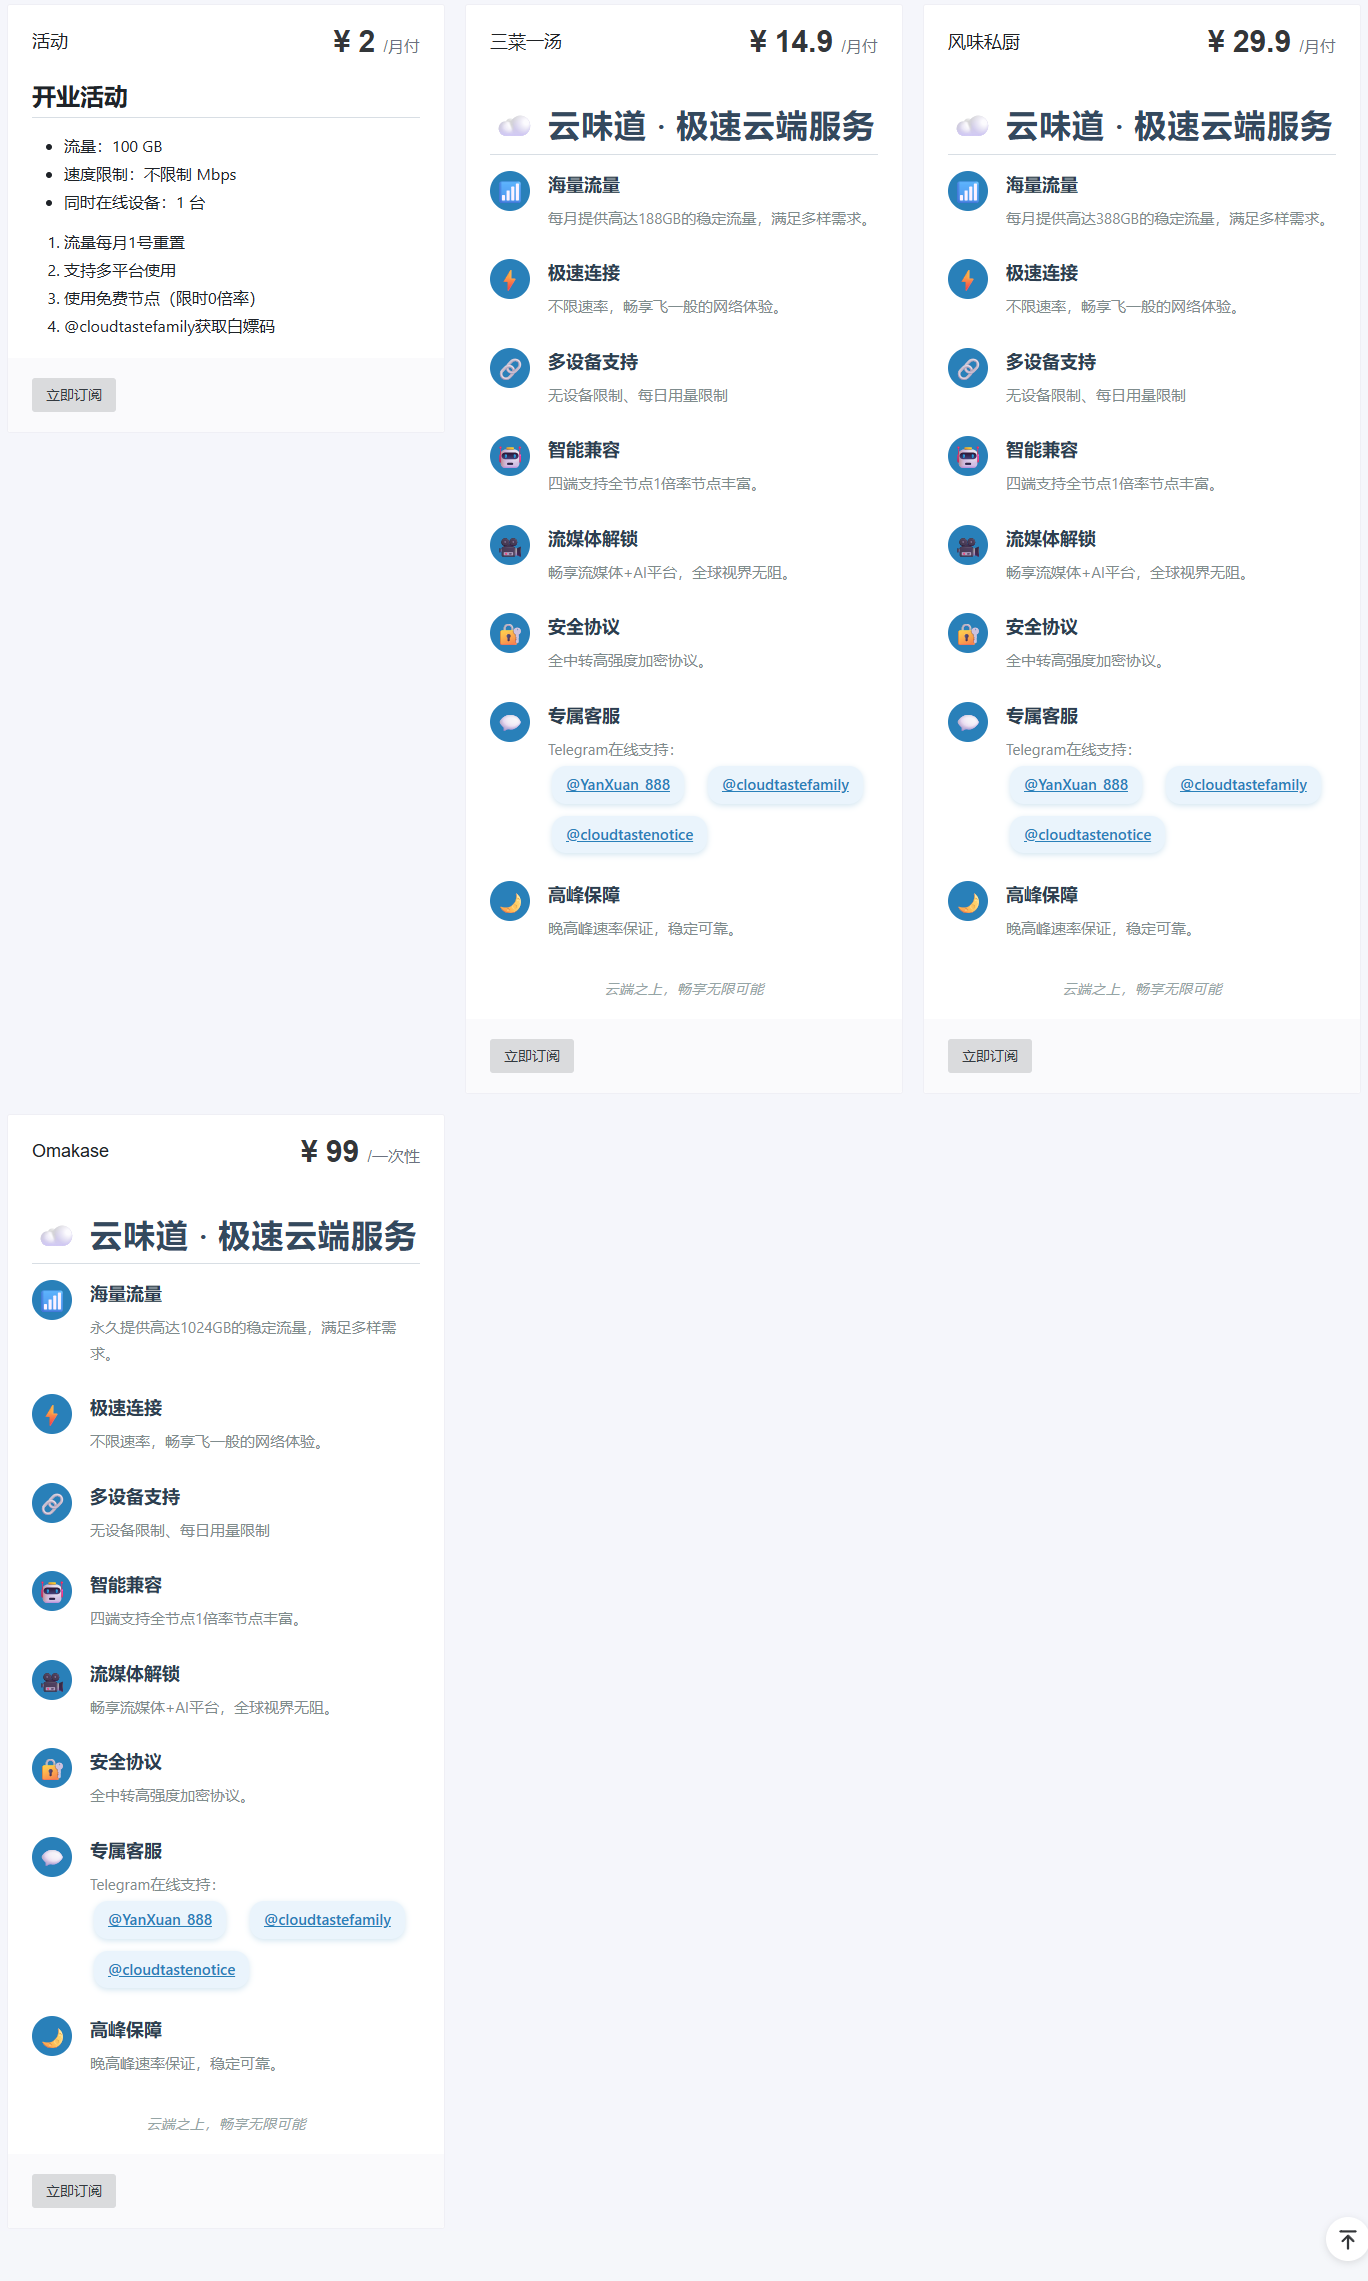 活动
¥ 2 /月付
开业活动
• 流量：100 GB
• 速度限制：不限制 Mbps
• 同时在线设备：1 台
1. 流量每月1号重置
2. 支持多平台使用
3. 使用免费节点（限时0倍率）
4. @cloudtastefamily获取白嫖码
立即订阅
三菜一汤
¥ 14.9 /月付
云味道 · 极速云端服务
海量流量
每月提供高达188GB的稳定流量，满足多样需求。
极速连接
不限速率，畅享飞一般的网络体验。
多设备支持
无设备限制、每日用量限制
智能兼容
四端支持全节点1倍率节点丰富。
流媒体解锁
畅享流媒体+AI平台，全球视界无阻。
安全协议
全中转高强度加密协议。
专属客服
Telegram在线支持：
@YanXuan_888 @cloudtastefamily
@cloudtastenotice
高峰保障
晚高峰速率保证，稳定可靠。
云端之上，畅享无限可能
立即订阅
风味私厨
¥ 29.9 /月付
云味道 · 极速云端服务
海量流量
每月提供高达388GB的稳定流量，满足多样需求。
极速连接
不限速率，畅享飞一般的网络体验。
多设备支持
无设备限制、每日用量限制
智能兼容
四端支持全节点1倍率节点丰富。
流媒体解锁
畅享流媒体+AI平台，全球视界无阻。
安全协议
全中转高强度加密协议。
专属客服
Telegram在线支持：
@YanXuan_888 @cloudtastefamily
@cloudtastenotice
高峰保障
晚高峰速率保证，稳定可靠。
云端之上，畅享无限可能
立即订阅
Omakase
¥ 99 /一次性
云味道 · 极速云端服务
海量流量
永久提供高达1024GB的稳定流量，满足多样需
求。
极速连接
不限速率，畅享飞一般的网络体验。
多设备支持
无设备限制、每日用量限制
智能兼容
四端支持全节点1倍率节点丰富。
流媒体解锁
畅享流媒体+AI平台，全球视界无阻。
安全协议
全中转高强度加密协议。
专属客服
Telegram在线支持：
@YanXuan_888 @cloudtastefamily
@cloudtastenotice
高峰保障
晚高峰速率保证，稳定可靠。
云端之上，畅享无限可能
立即订阅